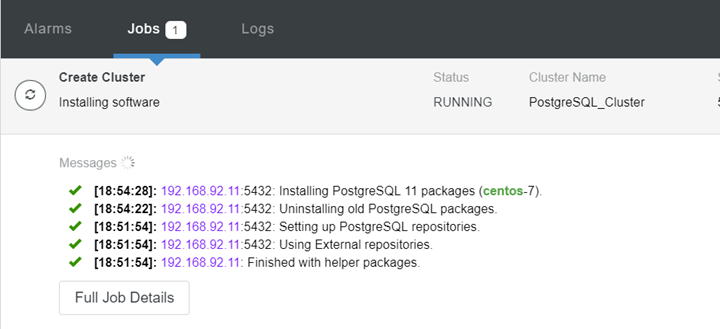 Alarms Jobs 1 Logs
Create Cluster Status Cluster Name
Installing software RUNNING PostgreSQL_Cluster
Messages
[18:54:28]: 192.168.92.11:5432: Installing PostgreSQL 11 packages (centos-7).
[18:54:22]: 192.168.92.11:5432: Uninstalling old PostgreSQL packages.
[18:51:54]: 192.168.92.11:5432: Setting up PostgreSQL repositories.
[18:51:54]: 192.168.92.11:5432: Using External repositories.
[18:51:54]: 192.168.92.11: Finished with helper packages.
Full Job Details